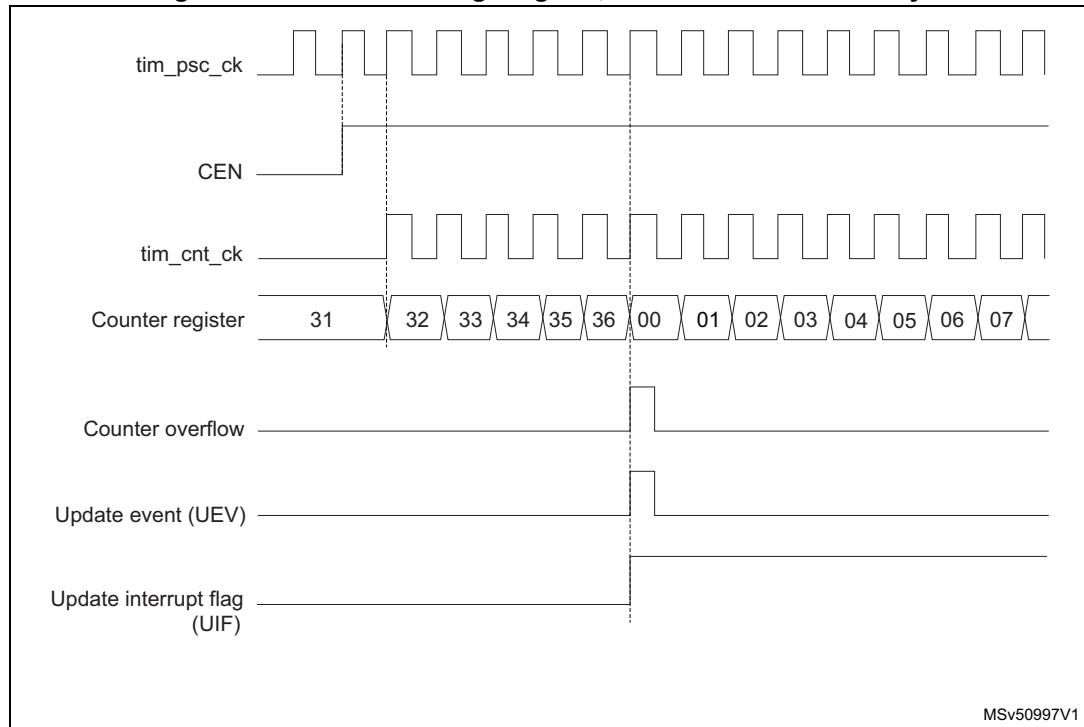 tim_psc_ck
CEN
tim_cnt_ck
Counter register 31 32 33 34 35 36 00 01 02 03 04 05 06 07
Counter overflow
Update event (UEV)
Update interrupt flag
(UIF)
MSv50997V1